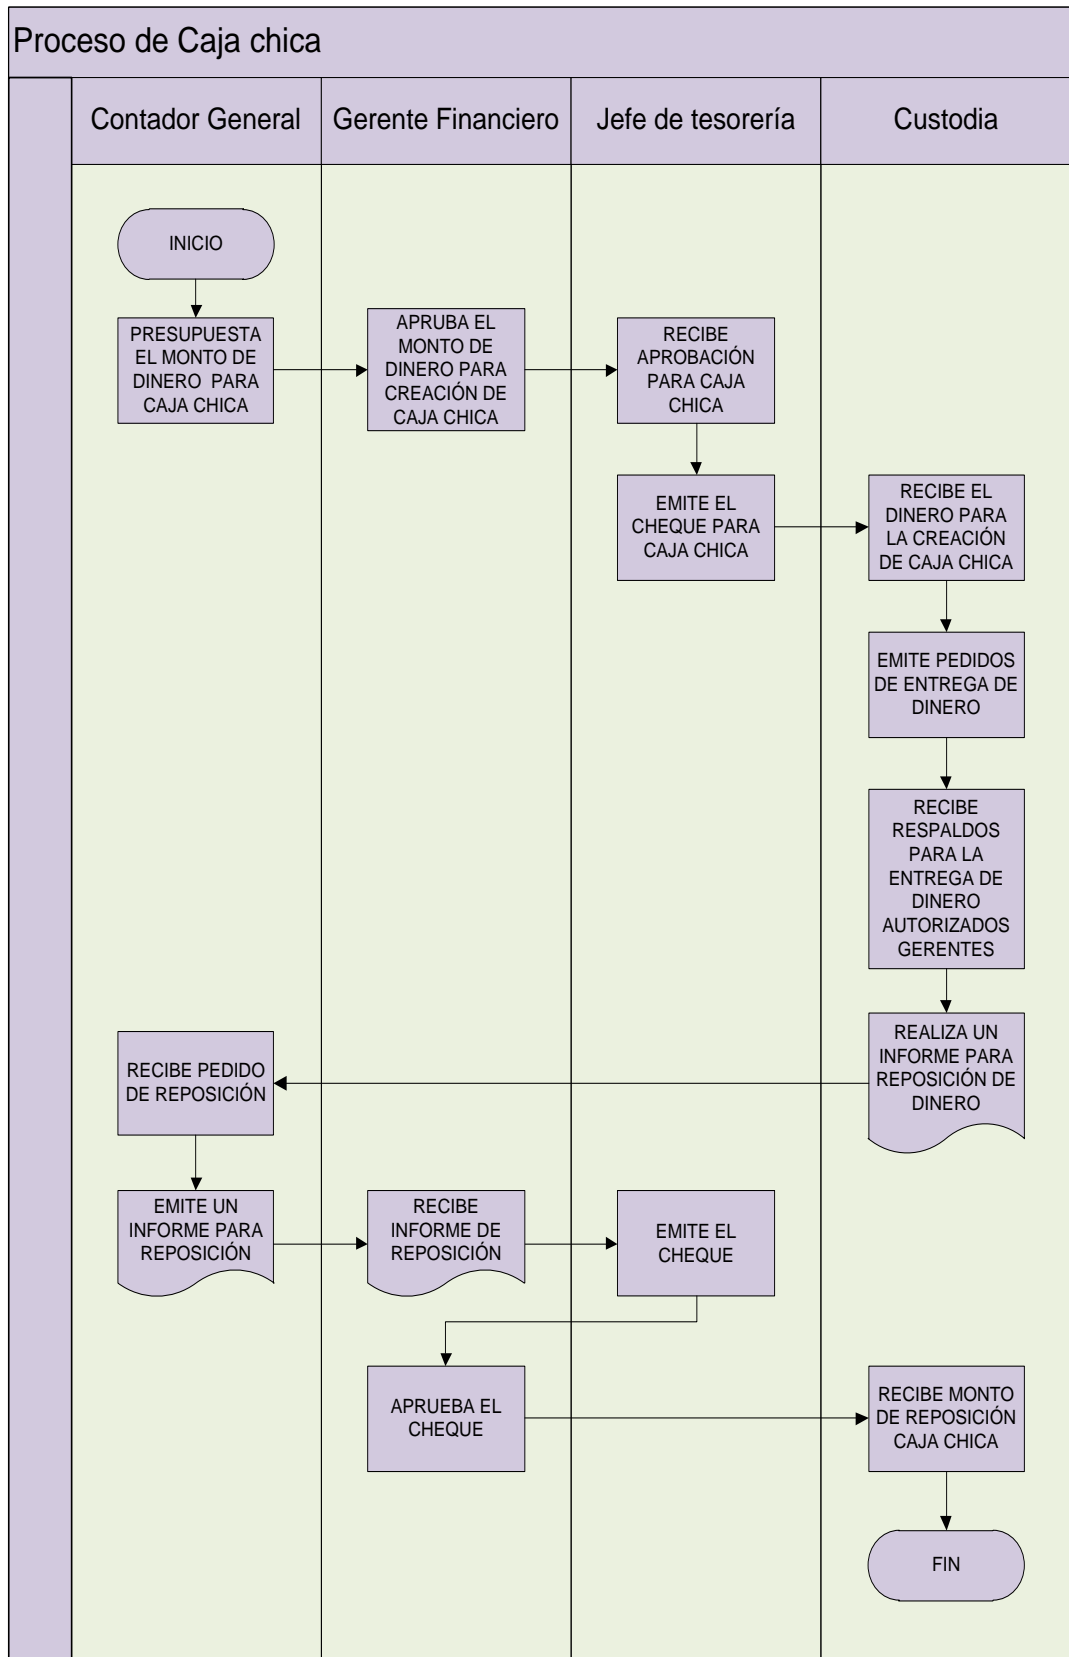 Proceso de Caja chica
Contador General
Gerente Financiero
Jefe de tesorería
Custodia
INICIO
PRESUPUESTA
EL MONTO DE
DINERO PARA
CAJA CHICA
APRUBA EL
MONTO DE
DINERO PARA
CREACIÓN DE
CAJA CHICA
RECIBE
APROBACIÓN
PARA CAJA
CHICA
EMITE EL
CHEQUE PARA
CAJA CHICA
RECIBE EL
DINERO PARA
LA CREACIÓN
DE CAJA CHICA
EMITE PEDIDOS
DE ENTREGA DE
DINERO
RECIBE
RESPALDOS
PARA LA
ENTREGA DE
DINERO
AUTORIZADOS
GERENTES
REALIZA UN
INFORME PARA
REPOSICIÓN DE
DINERO
RECIBE PEDIDO
DE REPOSICIÓN
EMITE UN
INFORME PARA
REPOSICIÓN
RECIBE
INFORME DE
REPOSICIÓN
EMITE EL
CHEQUE
APRUEBA EL
CHEQUE
RECIBE MONTO
DE REPOSICIÓN
CAJA CHICA
FIN